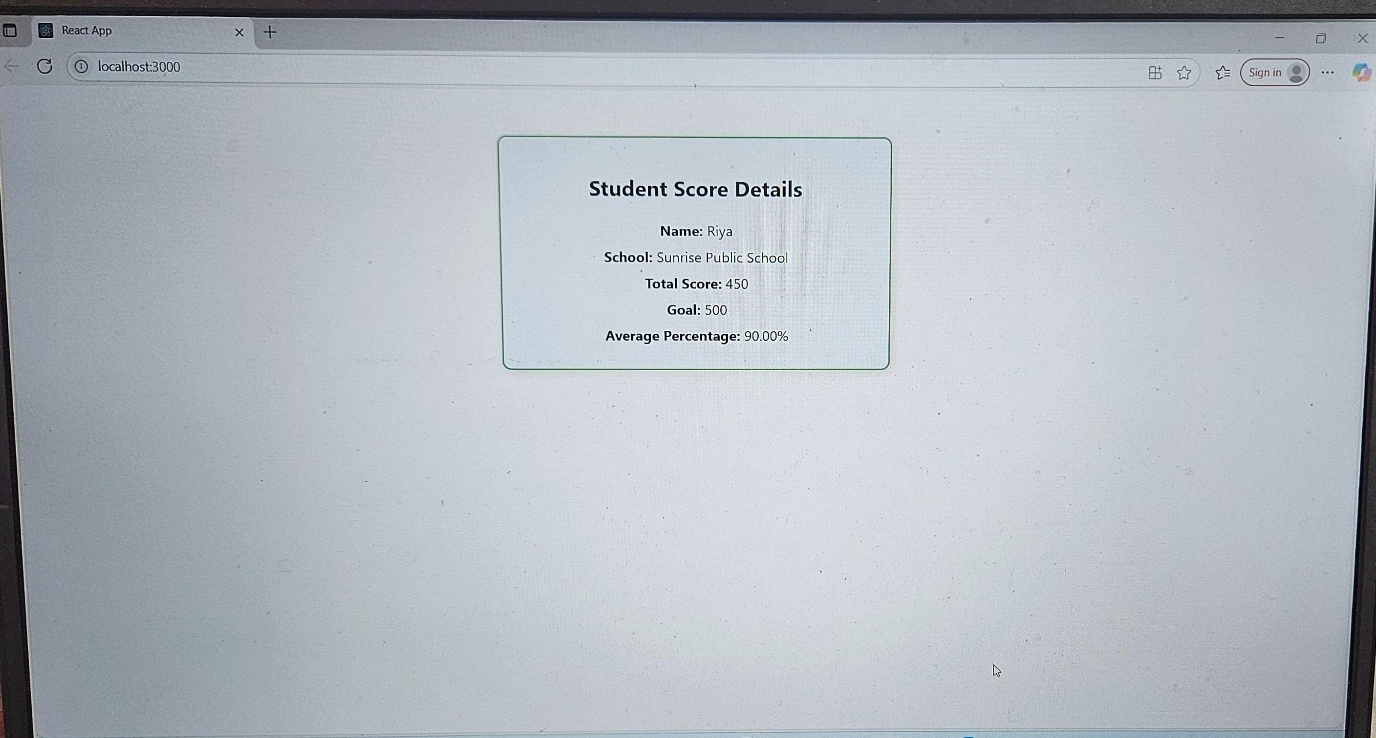 React App
localhost:3000
Sign in
Student Score Details
Name: Riya
School: Sunrise Public School
Total Score: 450
Goal: 500
Average Percentage: 90.00%